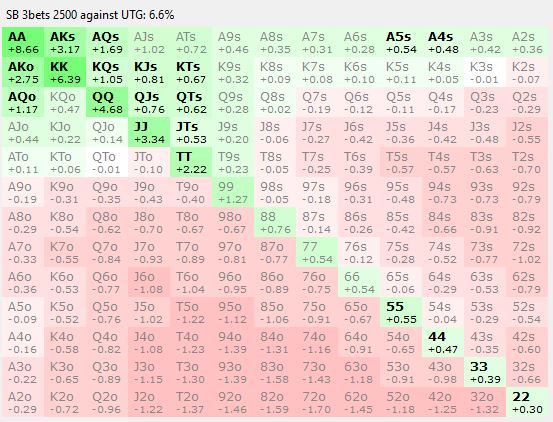 SB 3bets 2500 against UTG: 6.6%
AA AKs AQs AJs ATs A9s A8s A7s A6s A5s A4s A3s A2s
+8.66 +3.17 +1.69 +1.02 +0.72 +0.46 +0.35 +0.31 +0.28 +0.54 +0.48 +0.42 +0.36
AKo KK KQs KJs KTs K9s K8s K7s K6s K5s K4s K3s K2s
+2.75 +6.39 +1.05 +0.81 +0.67 +0.32 +0.09 +0.08 +0.10 +0.11 +0.05 -0.01 -0.07
AQo KQo QQ QJs QTs Q9s Q8s Q7s Q6s Q5s Q4s Q3s Q2s
+1.17 +0.47 +4.68 +0.76 +0.62 +0.28 +0.02 -0.19 -0.12 -0.11 -0.17 -0.23 -0.29
AJo KJo QJo JJ JTs J9s J8s J7s J6s J5s J4s J3s J2s
+0.44 +0.22 +0.14 +3.34 +0.53 +0.20 -0.06 -0.27 -0.42 -0.36 -0.42 -0.48 -0.55
ATo KTo QTo JTo TT T9s T8s T7s T6s T5s T4s T3s T2s
+0.11 +0.06 -0.01 -0.10 +2.22 +0.23 -0.05 -0.25 -0.39 -0.57 -0.57 -0.63 -0.70
A9o K9o Q9o J9o T9o 99 98s 97s 96s 95s 94s 93s 92s
-0.19 -0.31 -0.35 -0.43 -0.40 +1.27 -0.05 -0.18 -0.31 -0.48 -0.73 -0.73 -0.79
A8o K8o Q8o J8o T8o 98o 88 87s 86s 85s 84s 83s 82s
-0.29 -0.54 -0.62 -0.70 -0.67 -0.67 +0.76 -0.14 -0.26 -0.42 -0.66 -0.91 -0.92
A7o K7o Q7o J7o T7o 97o 87o 77 76s 75s 74s 73s 72s
-0.33 -0.55 -0.84 -0.93 -0.89 -0.81 -0.77 +0.54 -0.12 -0.28 -0.52 -0.77 -1.02
A6o K6o Q6o J6o T6o 96o 86o 76o 66 65s 64s 63s 62s
-0.36 -0.53 -0.77 -1.08 -1.04 -0.95 -0.89 -0.75 +0.54 -0.06 -0.29 -0.53 -0.79
A5o K5o Q5o J5o T5o 95o 85o 75o 65o 55 54s 53s 52s
-0.09 -0.52 -0.76 -1.02 -1.22 -1.12 -1.06 -0.91 -0.67 +0.55 -0.04 -0.29 -0.54
A4o K4o Q4o J4o T4o 94o 84o 74o 64o 54o 44 43s 42s
-0.16 -0.58 -0.82 -1.08 -1.23 -1.39 -1.31 -1.16 -0.91 -0.65 +0.47 -0.35 -0.60
A3o K3o Q3o J3o T3o 93o 83o 73o 63o 53o 43o 33 32s
-0.22 -0.65 -0.89 -1.15 -1.30 -1.39 -1.58 -1.43 -1.18 -0.91 -0.98 +0.39 -0.66
A2o K2o Q2o J2o T2o 92o 82o 72o 62o 52o 42o 32o 22
-0.29 -0.72 -0.96 -1.22 -1.37 -1.46 -1.59 -1.70 -1.45 -1.18 -1.25 -1.32 +0.30